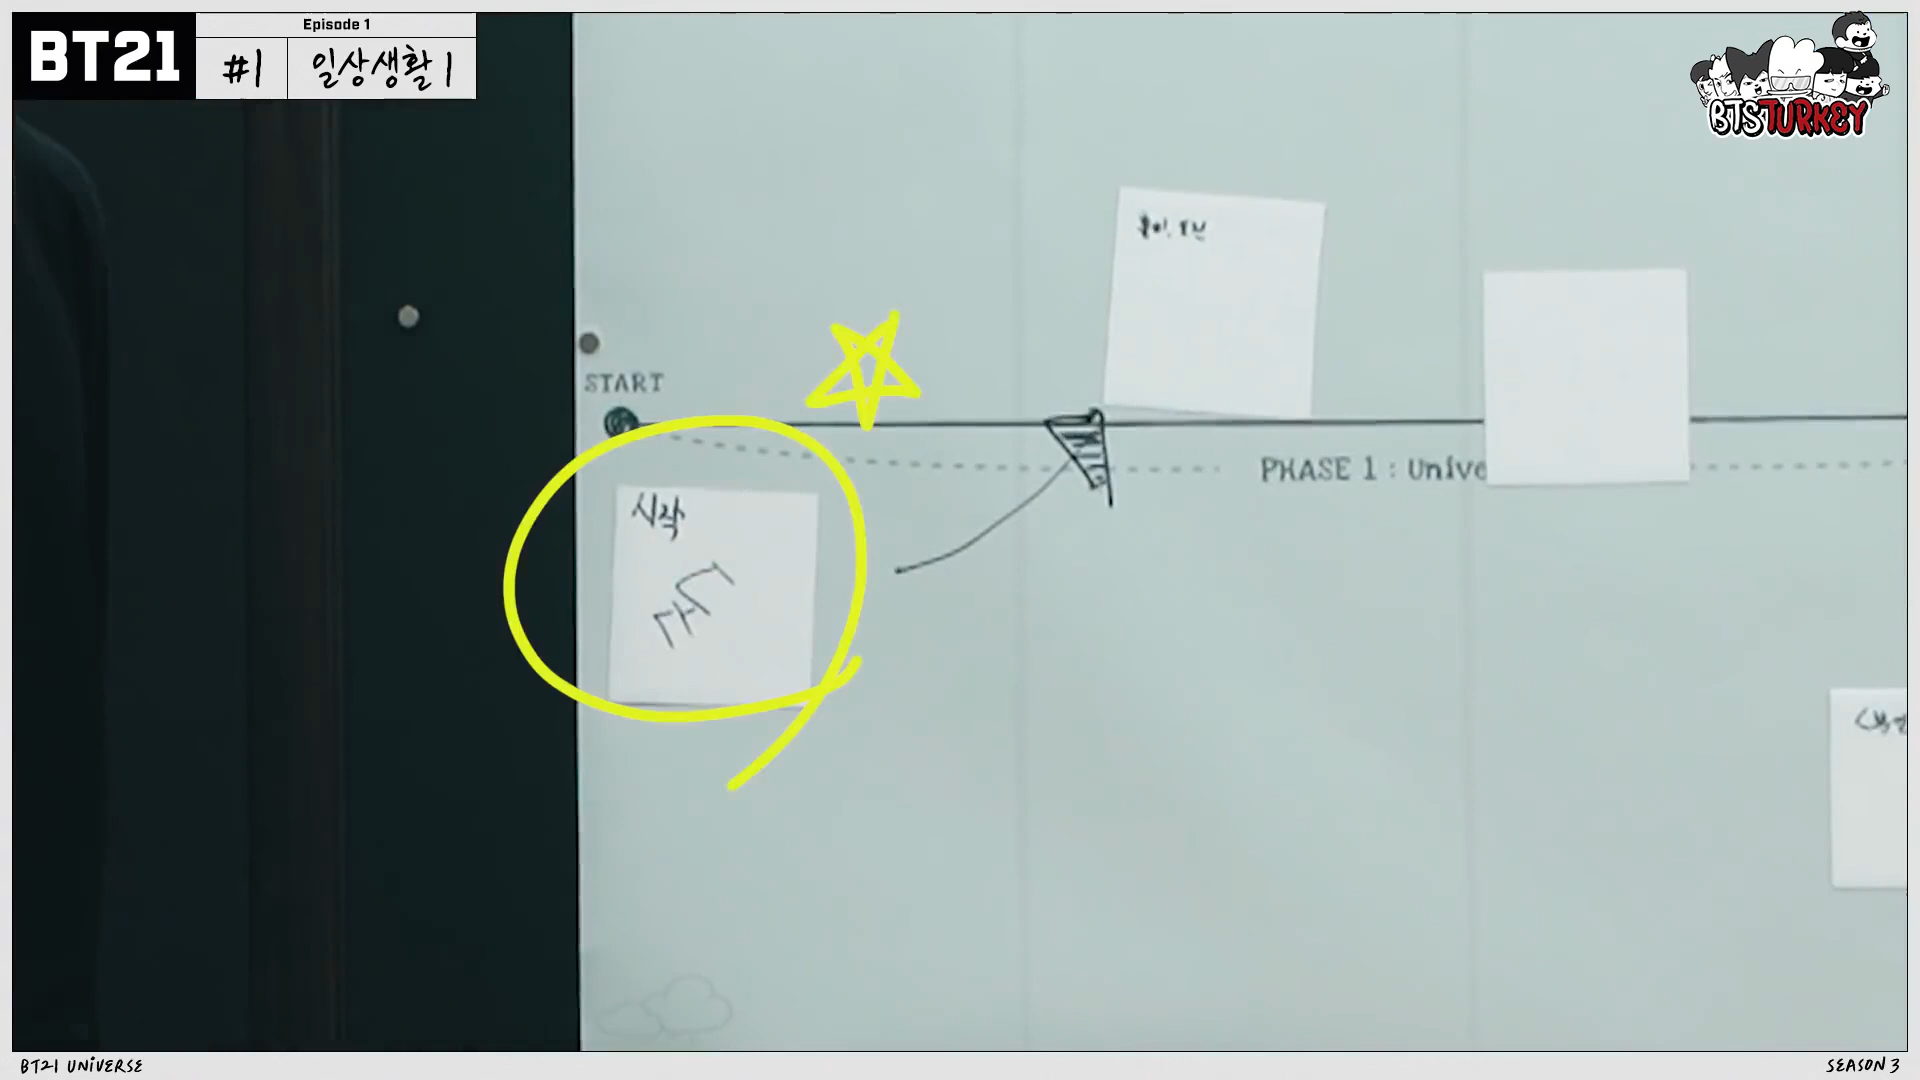 BT21
Episode 1
#1
일상생활 1
BTSTURKEY
START
PHASE 1 : Unive
시작
BT21 UNIVERSE
SEASON 3